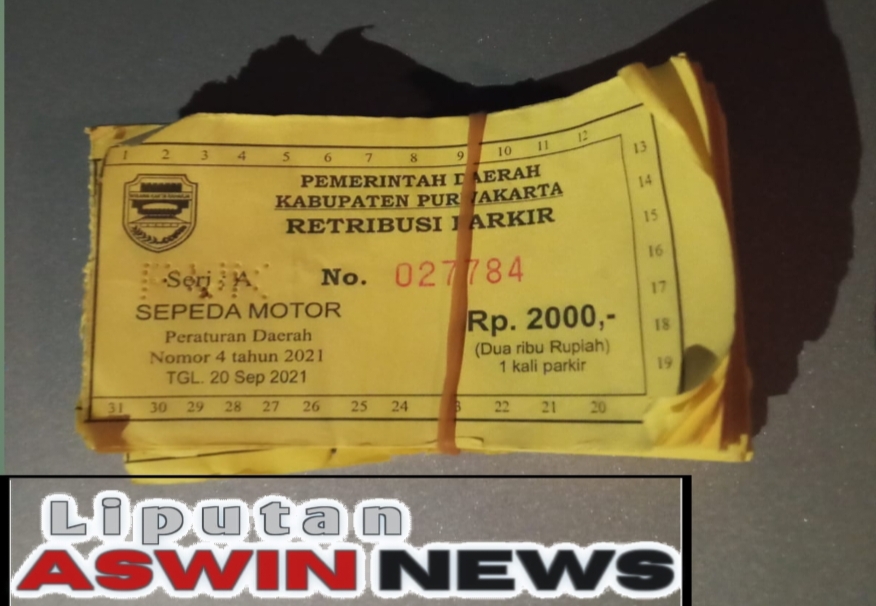 1 2 3 4 5 6 7 8 9 10 11 12 13
PEMERINTAH DAERAH
14
KABUPATEN PURWAKARTA
RETRIBUSI PARKIR
15
16
Seri : A No. 027784
17
SEPEDA MOTOR
Rp. 2000,-
18
Peraturan Daerah
(Dua ribu Rupiah)
Nomor 4 tahun 2021
1 kali parkir
19
TGL. 20 Sep 2021
31 30 29 28 27 26 25 24 3 22 21 20
Liputan
ASWIN NEWS